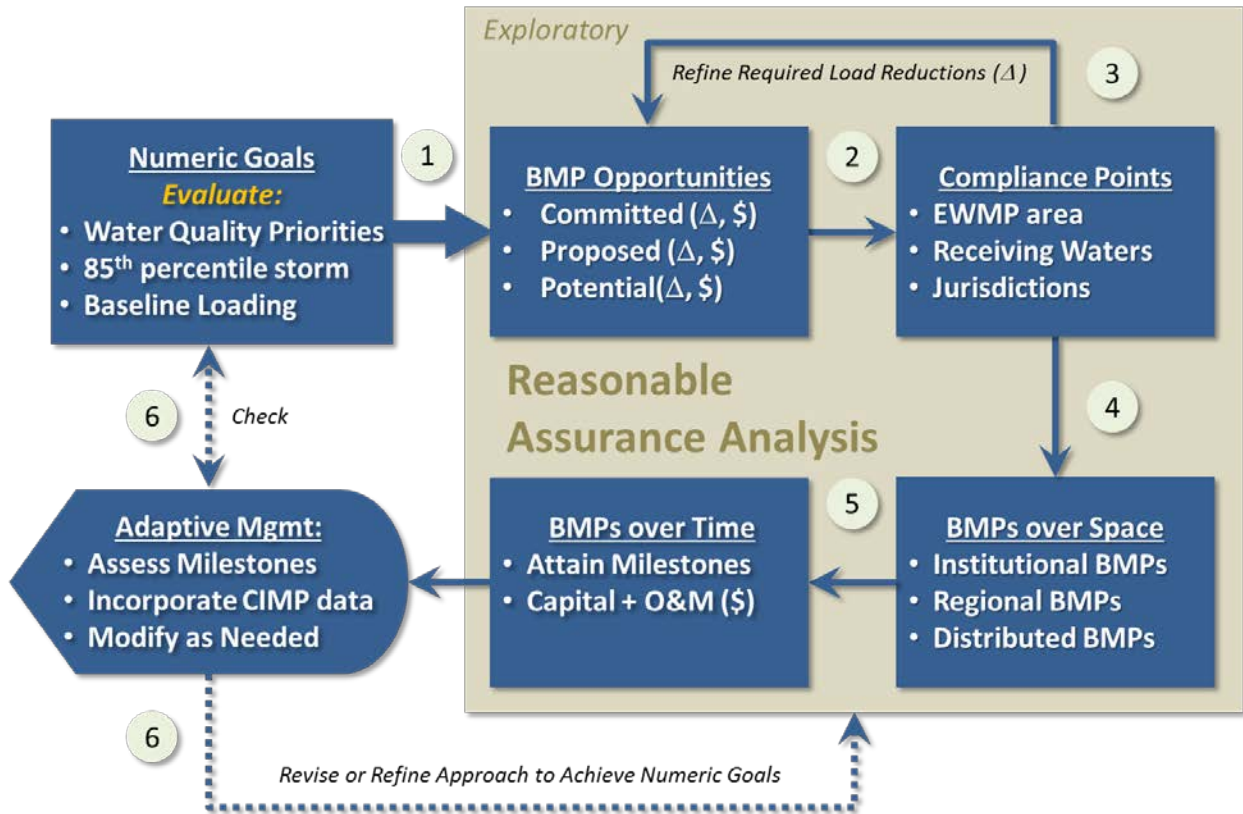 Exploratory
Refine Required Load Reductions (Δ)
3
Numeric Goals
Evaluate:
• Water Quality Priorities
• 85th percentile storm
• Baseline Loading
1
BMP Opportunities
• Committed (Δ, $)
• Proposed (Δ, $)
• Potential(Δ, $)
2
Compliance Points
• EWMP area
• Receiving Waters
• Jurisdictions
Reasonable
Assurance Analysis
4
6
Check
Adaptive Mgmt:
• Assess Milestones
• Incorporate CIMP data
• Modify as Needed
BMPs over Time
• Attain Milestones
• Capital + O&M ($)
5
BMPs over Space
• Institutional BMPs
• Regional BMPs
• Distributed BMPs
6
Revise or Refine Approach to Achieve Numeric Goals